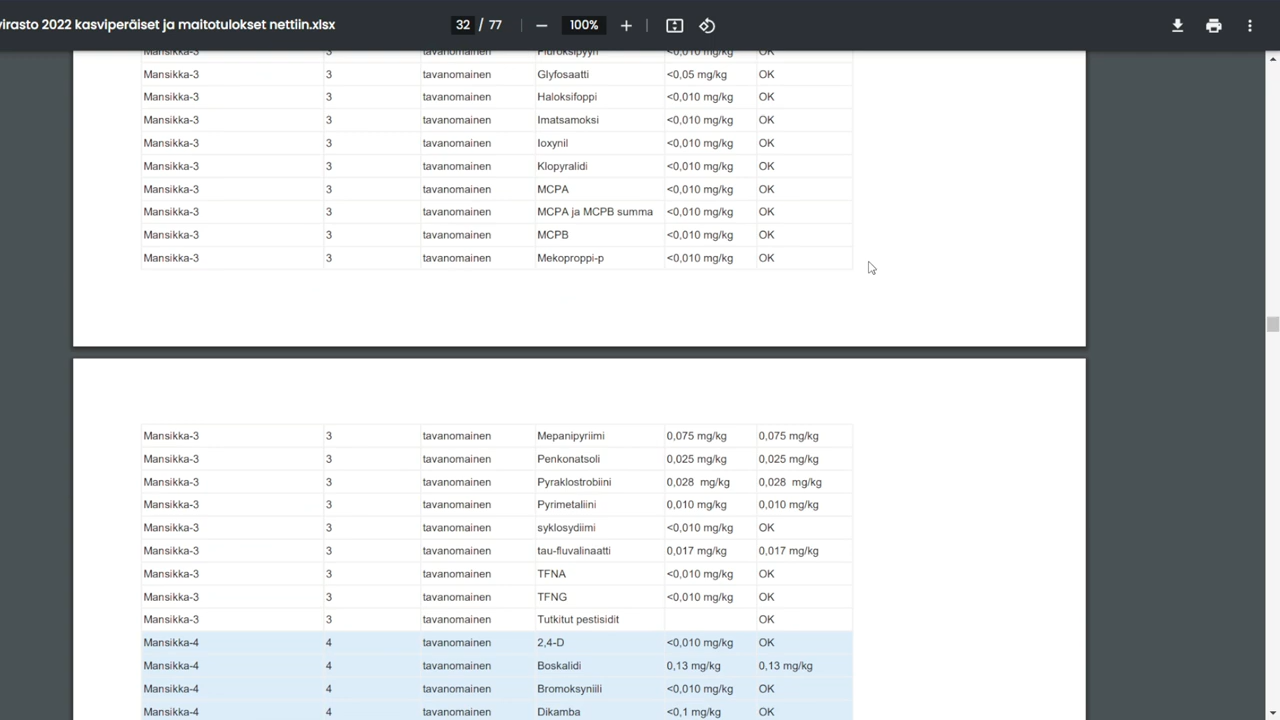 virasto 2022 kasviperäiset ja maitotulokset nettiin.xlsx 32 / 77 100%
Mansikka-3 3 tavanomainen Fluroksipyyri <0,010 mg/kg OK
Mansikka-3 3 tavanomainen Glyfosaatti <0,05 mg/kg OK
Mansikka-3 3 tavanomainen Haloksifoppi <0,010 mg/kg OK
Mansikka-3 3 tavanomainen Imatsamoksi <0,010 mg/kg OK
Mansikka-3 3 tavanomainen Ioxynil <0,010 mg/kg OK
Mansikka-3 3 tavanomainen Klopyralidi <0,010 mg/kg OK
Mansikka-3 3 tavanomainen MCPA <0,010 mg/kg OK
Mansikka-3 3 tavanomainen MCPA ja MCPB summa <0,010 mg/kg OK
Mansikka-3 3 tavanomainen MCPB <0,010 mg/kg OK
Mansikka-3 3 tavanomainen Mekoproppi-p <0,010 mg/kg OK
Mansikka-3 3 tavanomainen Mepanipyriimi 0,075 mg/kg 0,075 mg/kg
Mansikka-3 3 tavanomainen Penkonatsoli 0,025 mg/kg 0,025 mg/kg
Mansikka-3 3 tavanomainen Pyraklostrobiini 0,028 mg/kg 0,028 mg/kg
Mansikka-3 3 tavanomainen Pyrimetaliini 0,010 mg/kg 0,010 mg/kg
Mansikka-3 3 tavanomainen syklosydiimi <0,010 mg/kg OK
Mansikka-3 3 tavanomainen tau-fluvalinaatti 0,017 mg/kg 0,017 mg/kg
Mansikka-3 3 tavanomainen TFNA <0,010 mg/kg OK
Mansikka-3 3 tavanomainen TFNG <0,010 mg/kg OK
Mansikka-3 3 tavanomainen Tutkitut pestisidit OK
Mansikka-4 4 tavanomainen 2,4-D <0,010 mg/kg OK
Mansikka-4 4 tavanomainen Boskalidi 0,13 mg/kg 0,13 mg/kg
Mansikka-4 4 tavanomainen Bromoksyniili <0,010 mg/kg OK
Mansikka-4 4 tavanomainen Dikamba <0,1 mg/kg OK